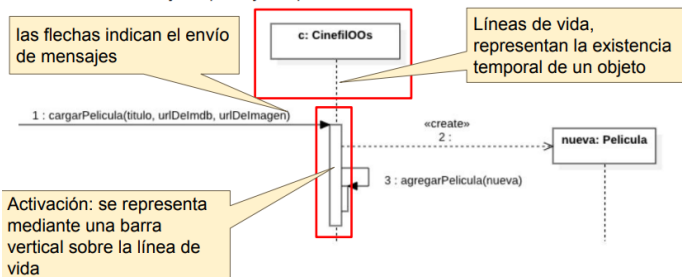 las flechas indican el envío
de mensajes
c: CinefilOOs
Líneas de vida,
representan la existencia
temporal de un objeto
1 : cargarPelicula(titulo, urlDeImdb, urlDeImagen)
«create»
2 :
nueva: Pelicula
3 : agregarPelicula(nueva)
Activación: se representa
mediante una barra
vertical sobre la línea de
vida